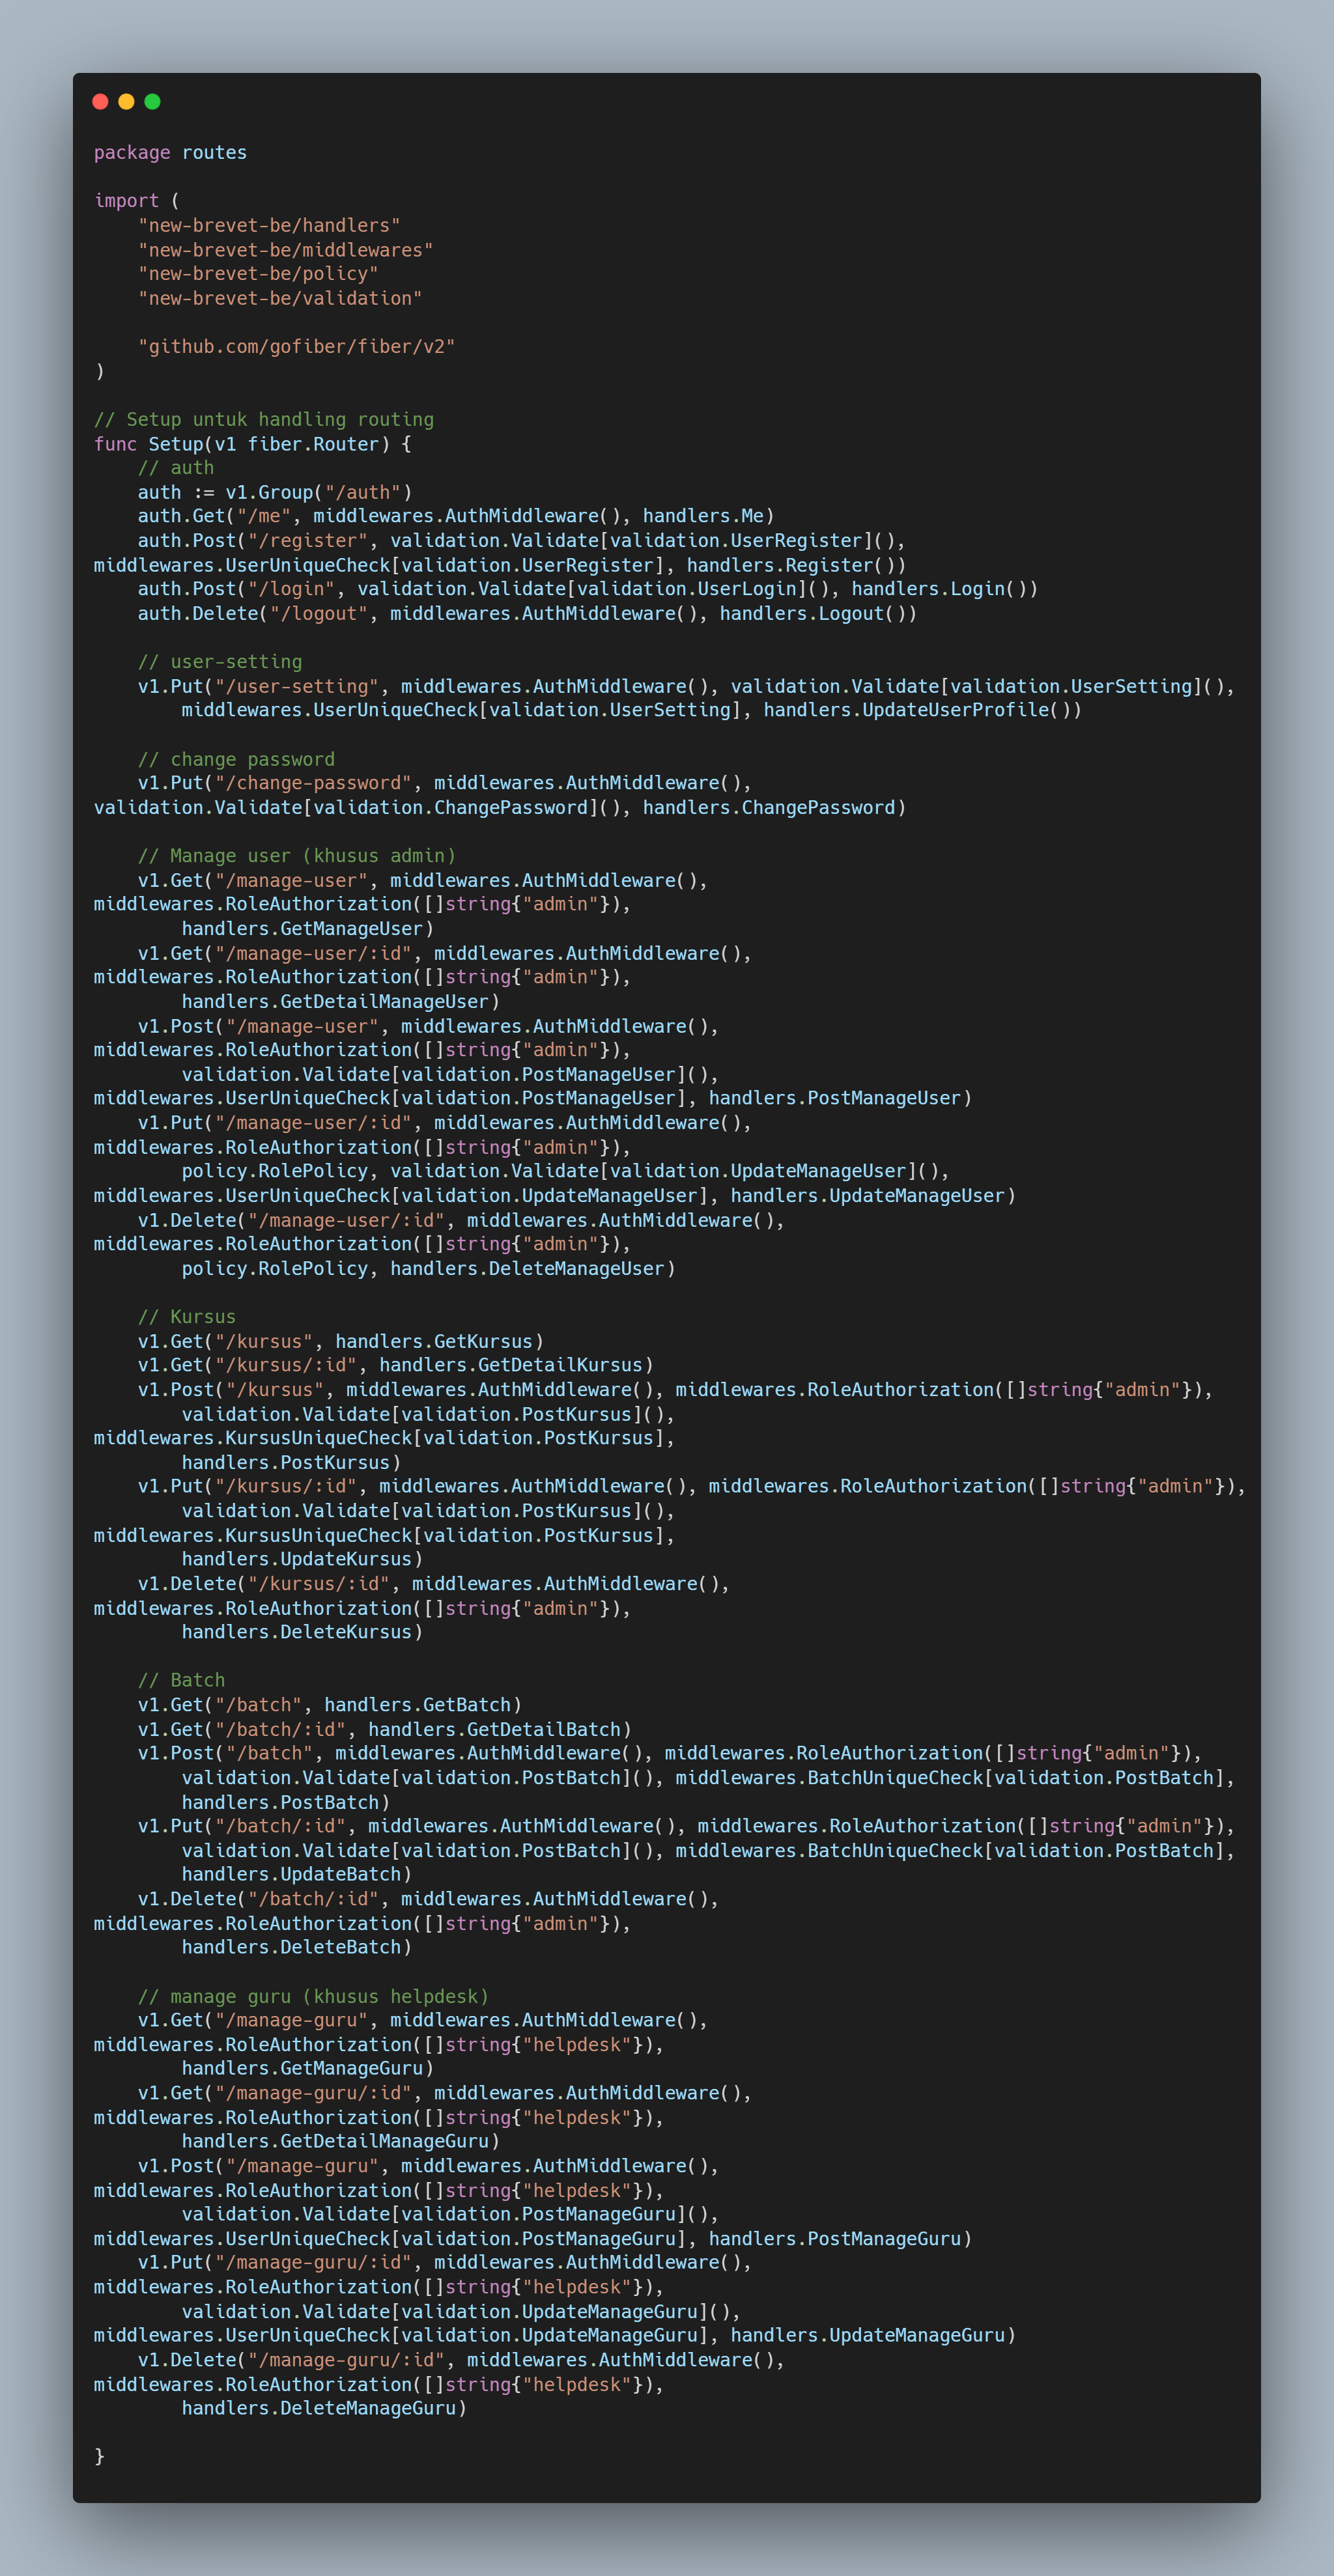 package routes

import (
    "new-brevet-be/handlers"
    "new-brevet-be/middlewares"
    "new-brevet-be/policy"
    "new-brevet-be/validation"

    "github.com/gofiber/fiber/v2"
)

// Setup untuk handling routing
func Setup(v1 fiber.Router) {
    // auth
    auth := v1.Group("/auth")
    auth.Get("/me", middlewares.AuthMiddleware(), handlers.Me)
    auth.Post("/register", validation.Validate[validation.UserRegister](),
middlewares.UserUniqueCheck[validation.UserRegister], handlers.Register())
    auth.Post("/login", validation.Validate[validation.UserLogin](), handlers.Login())
    auth.Delete("/logout", middlewares.AuthMiddleware(), handlers.Logout())

    // user-setting
    v1.Put("/user-setting", middlewares.AuthMiddleware(), validation.Validate[validation.UserSetting](),
        middlewares.UserUniqueCheck[validation.UserSetting], handlers.UpdateUserProfile())

    // change password
    v1.Put("/change-password", middlewares.AuthMiddleware(),
validation.Validate[validation.ChangePassword](), handlers.ChangePassword)

    // Manage user (khusus admin)
    v1.Get("/manage-user", middlewares.AuthMiddleware(),
middlewares.RoleAuthorization([]string{"admin"}),
        handlers.GetManageUser)
    v1.Get("/manage-user/:id", middlewares.AuthMiddleware(),
middlewares.RoleAuthorization([]string{"admin"}),
        handlers.GetDetailManageUser)
    v1.Post("/manage-user", middlewares.AuthMiddleware(),
middlewares.RoleAuthorization([]string{"admin"}),
        validation.Validate[validation.PostManageUser](),
middlewares.UserUniqueCheck[validation.PostManageUser], handlers.PostManageUser)
    v1.Put("/manage-user/:id", middlewares.AuthMiddleware(),
middlewares.RoleAuthorization([]string{"admin"}),
        policy.RolePolicy, validation.Validate[validation.UpdateManageUser](),
middlewares.UserUniqueCheck[validation.UpdateManageUser], handlers.UpdateManageUser)
    v1.Delete("/manage-user/:id", middlewares.AuthMiddleware(),
middlewares.RoleAuthorization([]string{"admin"}),
        policy.RolePolicy, handlers.DeleteManageUser)

    // Kursus
    v1.Get("/kursus", handlers.GetKursus)
    v1.Get("/kursus/:id", handlers.GetDetailKursus)
    v1.Post("/kursus", middlewares.AuthMiddleware(), middlewares.RoleAuthorization([]string{"admin"}),
        validation.Validate[validation.PostKursus](),
middlewares.KursusUniqueCheck[validation.PostKursus],
        handlers.PostKursus)
    v1.Put("/kursus/:id", middlewares.AuthMiddleware(), middlewares.RoleAuthorization([]string{"admin"}),
        validation.Validate[validation.PostKursus](),
middlewares.KursusUniqueCheck[validation.PostKursus],
        handlers.UpdateKursus)
    v1.Delete("/kursus/:id", middlewares.AuthMiddleware(),
middlewares.RoleAuthorization([]string{"admin"}),
        handlers.DeleteKursus)

    // Batch
    v1.Get("/batch", handlers.GetBatch)
    v1.Get("/batch/:id", handlers.GetDetailBatch)
    v1.Post("/batch", middlewares.AuthMiddleware(), middlewares.RoleAuthorization([]string{"admin"}),
        validation.Validate[validation.PostBatch](), middlewares.BatchUniqueCheck[validation.PostBatch],
        handlers.PostBatch)
    v1.Put("/batch/:id", middlewares.AuthMiddleware(), middlewares.RoleAuthorization([]string{"admin"}),
        validation.Validate[validation.PostBatch](), middlewares.BatchUniqueCheck[validation.PostBatch],
        handlers.UpdateBatch)
    v1.Delete("/batch/:id", middlewares.AuthMiddleware(),
middlewares.RoleAuthorization([]string{"admin"}),
        handlers.DeleteBatch)

    // manage guru (khusus helpdesk)
    v1.Get("/manage-guru", middlewares.AuthMiddleware(),
middlewares.RoleAuthorization([]string{"helpdesk"}),
        handlers.GetManageGuru)
    v1.Get("/manage-guru/:id", middlewares.AuthMiddleware(),
middlewares.RoleAuthorization([]string{"helpdesk"}),
        handlers.GetDetailManageGuru)
    v1.Post("/manage-guru", middlewares.AuthMiddleware(),
middlewares.RoleAuthorization([]string{"helpdesk"}),
        validation.Validate[validation.PostManageGuru](),
middlewares.UserUniqueCheck[validation.PostManageGuru], handlers.PostManageGuru)
    v1.Put("/manage-guru/:id", middlewares.AuthMiddleware(),
middlewares.RoleAuthorization([]string{"helpdesk"}),
        validation.Validate[validation.UpdateManageGuru](),
middlewares.UserUniqueCheck[validation.UpdateManageGuru], handlers.UpdateManageGuru)
    v1.Delete("/manage-guru/:id", middlewares.AuthMiddleware(),
middlewares.RoleAuthorization([]string{"helpdesk"}),
        handlers.DeleteManageGuru)

}